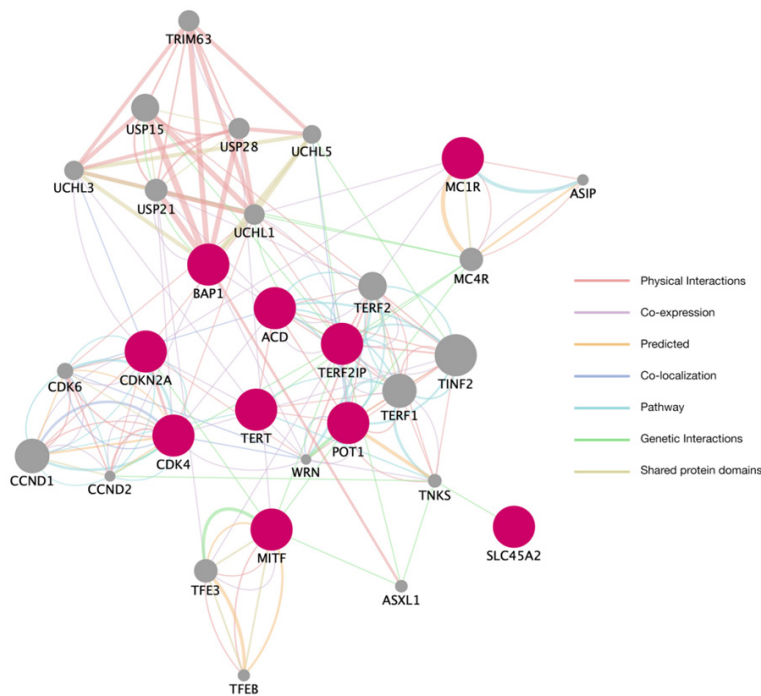 TRIM63
USP15
USP28
UCHL5
UCHL3
USP21
UCHL1
MC1R
ASIP
MC4R
BAP1
TERF2
ACD
TERF2IP
TINF2
CDKN2A
CDK6
TERF1
TERT
POT1
CDK4
CCND1
CCND2
WRN
TNKS
MITF
SLC45A2
TFE3
ASXL1
TFEB
Physical Interactions
Co-expression
Predicted
Co-localization
Pathway
Genetic Interactions
Shared protein domains